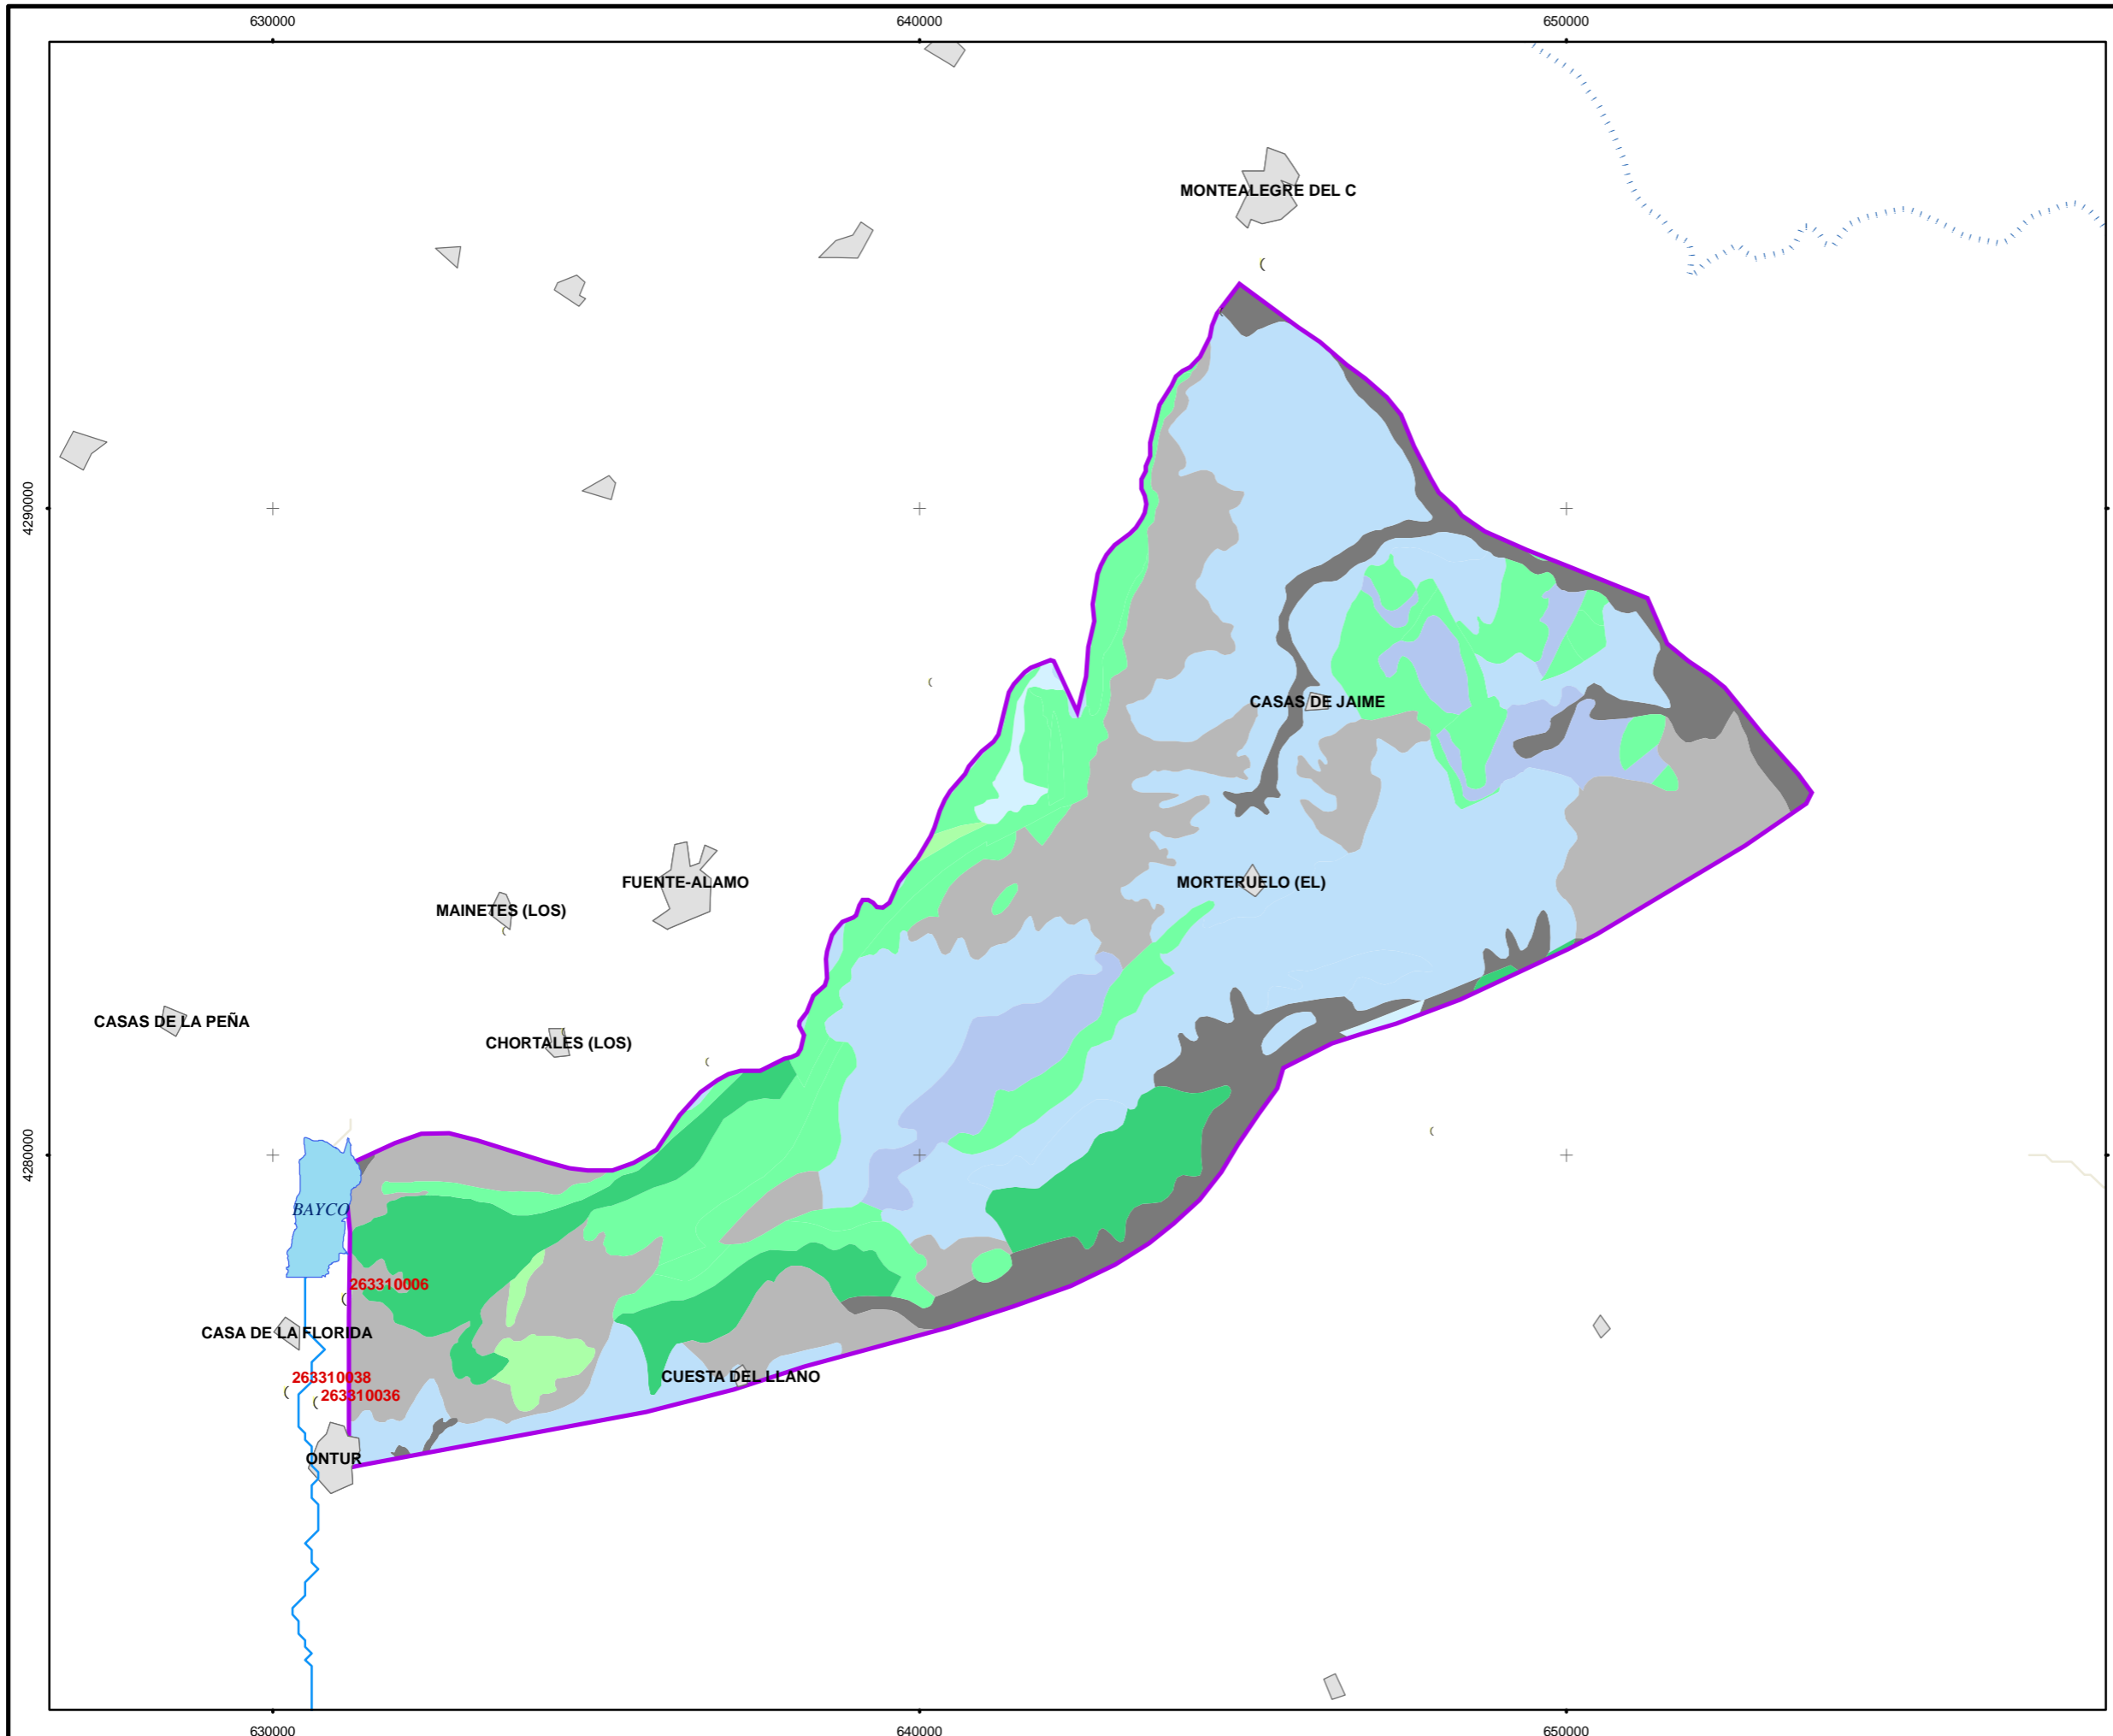 630000 640000 650000
MONTEALEGRE DEL C
4290000
CASAS DE JAIME
FUENTE-ALAMO
MORTERUELO (EL)
MAINETES (LOS)
CASAS DE LA PEÑA
CHORTALES (LOS)
4280000
BAYCO
263310006
CASA DE LA FLORIDA
263310038
CUESTA DEL LLANO
263310036
ONTUR
630000 640000 650000